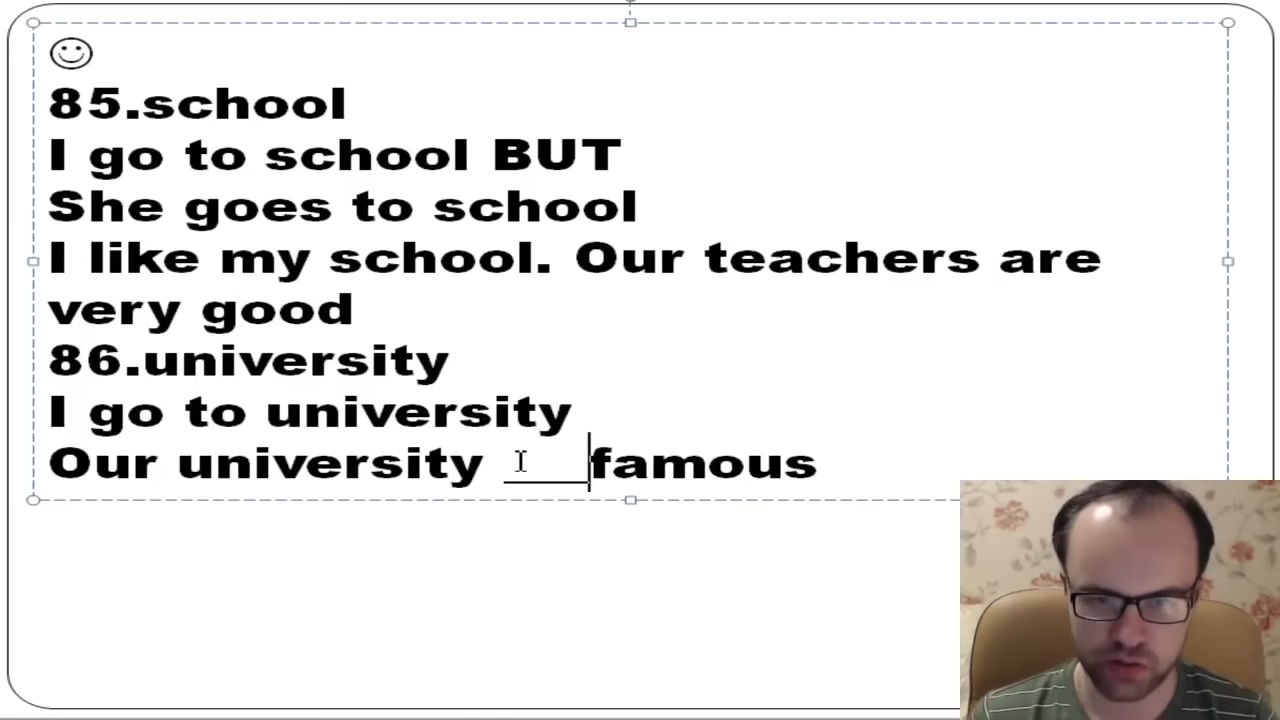 85.school
I go to school BUT
She goes to school
I like my school. Our teachers are
very good
86.university
I go to university
Our university ____famous